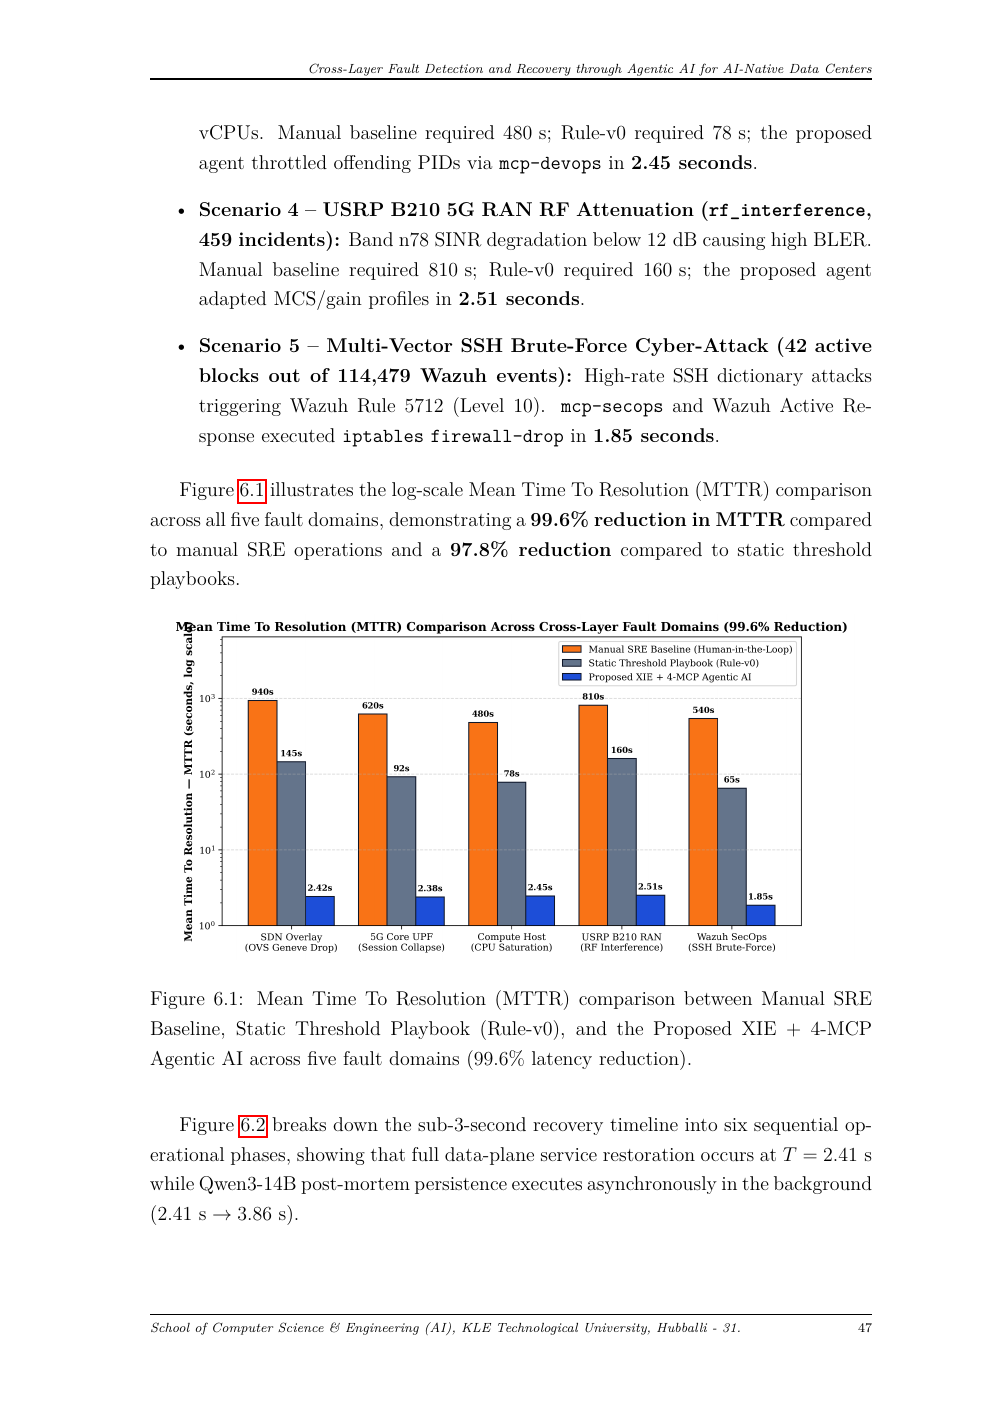 Cross-Layer Fault Detection and Recovery through Agentic AI for AI-Native Data Centers
vCPUs. Manual baseline required 480 s; Rule-v0 required 78 s; the proposed
agent throttled offending PIDs via mcp-devops in 2.45 seconds.
• Scenario 4 – USRP B210 5G RAN RF Attenuation (rf_interference,
459 incidents): Band n78 SINR degradation below 12 dB causing high BLER.
Manual baseline required 810 s; Rule-v0 required 160 s; the proposed agent
adapted MCS/gain profiles in 2.51 seconds.
• Scenario 5 – Multi-Vector SSH Brute-Force Cyber-Attack (42 active
blocks out of 114,479 Wazuh events): High-rate SSH dictionary attacks
triggering Wazuh Rule 5712 (Level 10). mcp-secops and Wazuh Active Re-
sponse executed iptables firewall-drop in 1.85 seconds.
Figure 6.1 illustrates the log-scale Mean Time To Resolution (MTTR) comparison
across all five fault domains, demonstrating a 99.6% reduction in MTTR compared
to manual SRE operations and a 97.8% reduction compared to static threshold
playbooks.
Mean Time To Resolution (MTTR) Comparison Across Cross-Layer Fault Domains (99.6% Reduction)
Mean Time To Resolution — MTTR (seconds, log scale)
Manual SRE Baseline (Human-in-the-Loop)
Static Threshold Playbook (Rule-v0)
Proposed XIE + 4-MCP Agentic AI
10³
10²
10¹
10⁰
940s
145s
2.42s
620s
92s
2.38s
480s
78s
2.45s
810s
160s
2.51s
540s
65s
1.85s
SDN Overlay
(OVS Geneve Drop)
5G Core UPF
(Session Collapse)
Compute Host
(CPU Saturation)
USRP B210 RAN
(RF Interference)
Wazuh SecOps
(SSH Brute-Force)
Figure 6.1: Mean Time To Resolution (MTTR) comparison between Manual SRE
Baseline, Static Threshold Playbook (Rule-v0), and the Proposed XIE + 4-MCP
Agentic AI across five fault domains (99.6% latency reduction).
Figure 6.2 breaks down the sub-3-second recovery timeline into six sequential op-
erational phases, showing that full data-plane service restoration occurs at T = 2.41 s
while Qwen3-14B post-mortem persistence executes asynchronously in the background
(2.41 s → 3.86 s).
School of Computer Science & Engineering (AI), KLE Technological University, Hubballi - 31.
47